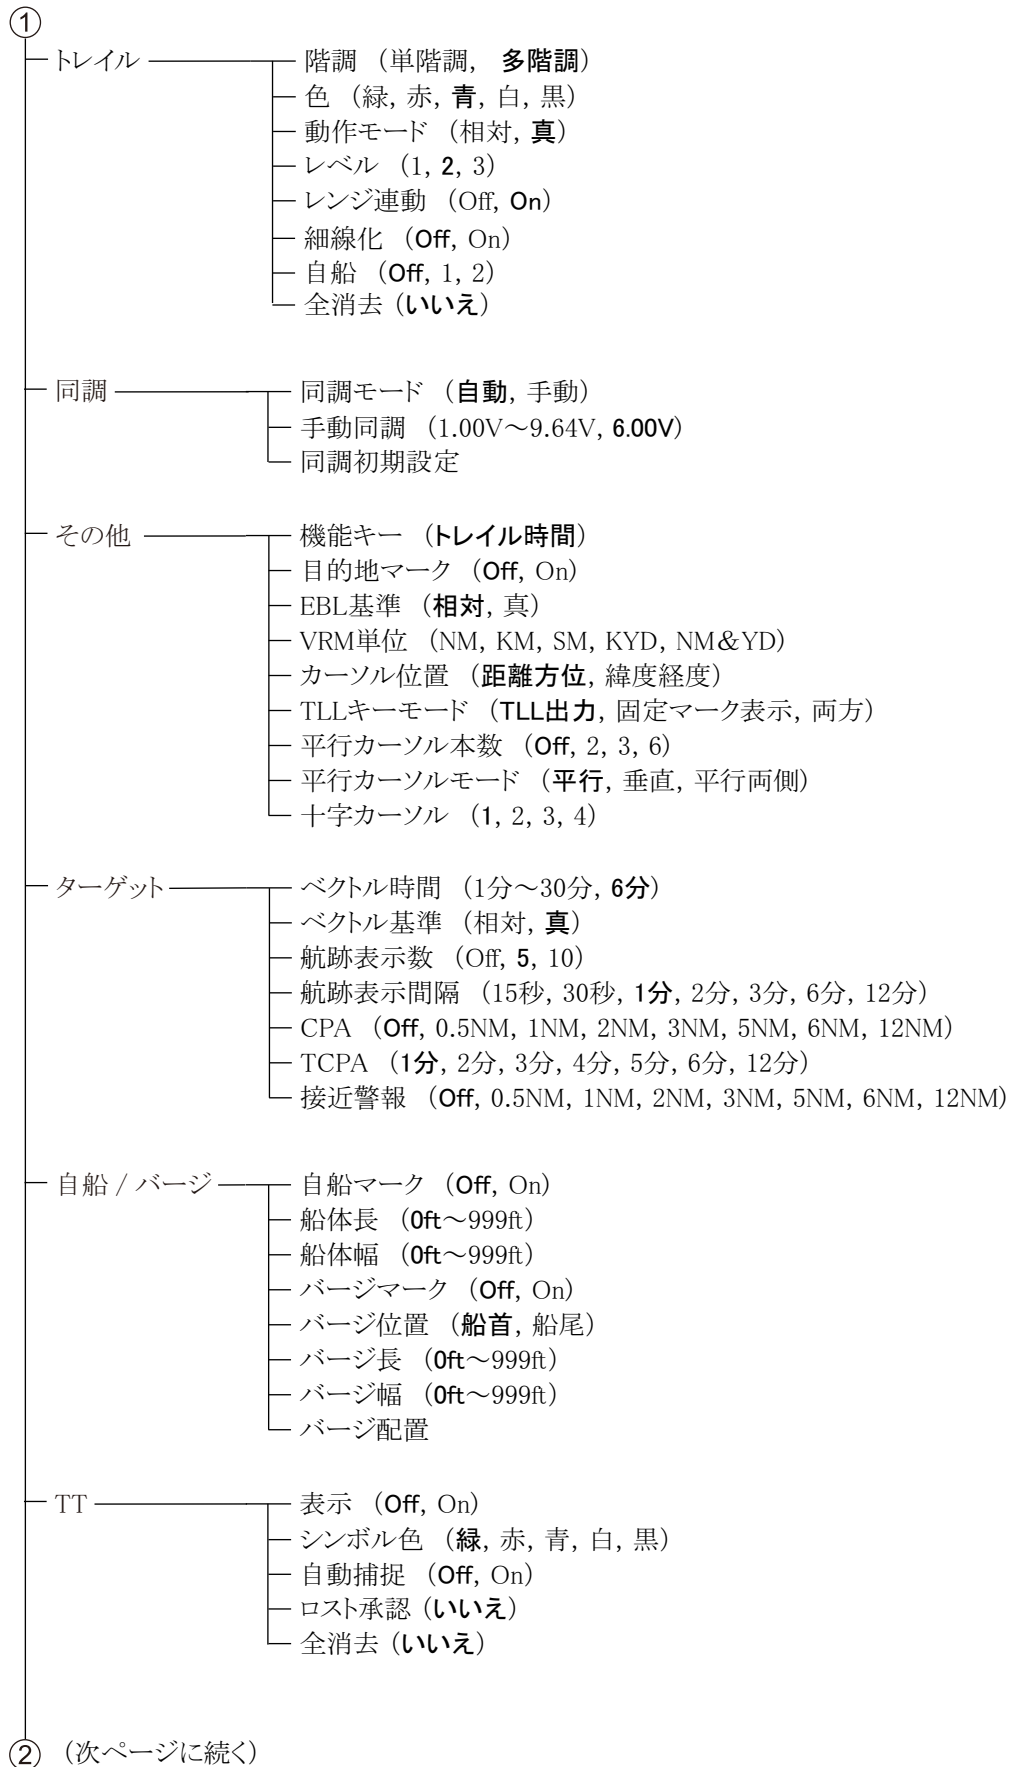 ①
トレイル 階調 (単階調, 多階調)
色 (緑, 赤, 青, 白, 黒)
動作モード (相対, 真)
レベル (1, 2, 3)
レンジ連動 (Off, On)
細線化 (Off, On)
自船 (Off, 1, 2)
全消去 (いいえ)
同調 同調モード (自動, 手動)
手動同調 (1.00V～9.64V, 6.00V)
同調初期設定
その他 機能キー (トレイル時間)
目的地マーク (Off, On)
EBL基準 (相対, 真)
VRM単位 (NM, KM, SM, KYD, NM&YD)
カーソル位置 (距離方位, 緯度経度)
TLLキーモード (TLL出力, 固定マーク表示, 両方)
平行カーソル本数 (Off, 2, 3, 6)
平行カーソルモード (平行, 垂直, 平行両側)
十字カーソル (1, 2, 3, 4)
ターゲット ベクトル時間 (1分～30分, 6分)
ベクトル基準 (相対, 真)
航跡表示数 (Off, 5, 10)
航跡表示間隔 (15秒, 30秒, 1分, 2分, 3分, 6分, 12分)
CPA (Off, 0.5NM, 1NM, 2NM, 3NM, 5NM, 6NM, 12NM)
TCPA (1分, 2分, 3分, 4分, 5分, 6分, 12分)
接近警報 (Off, 0.5NM, 1NM, 2NM, 3NM, 5NM, 6NM, 12NM)
自船 / バージ 自船マーク (Off, On)
船体長 (0ft～999ft)
船体幅 (0ft～999ft)
バージマーク (Off, On)
バージ位置 (船首, 船尾)
バージ長 (0ft～999ft)
バージ幅 (0ft～999ft)
バージ配置
TT 表示 (Off, On)
シンボル色 (緑, 赤, 青, 白, 黒)
自動捕捉 (Off, On)
ロスト承認 (いいえ)
全消去 (いいえ)
② (次ページに続く)